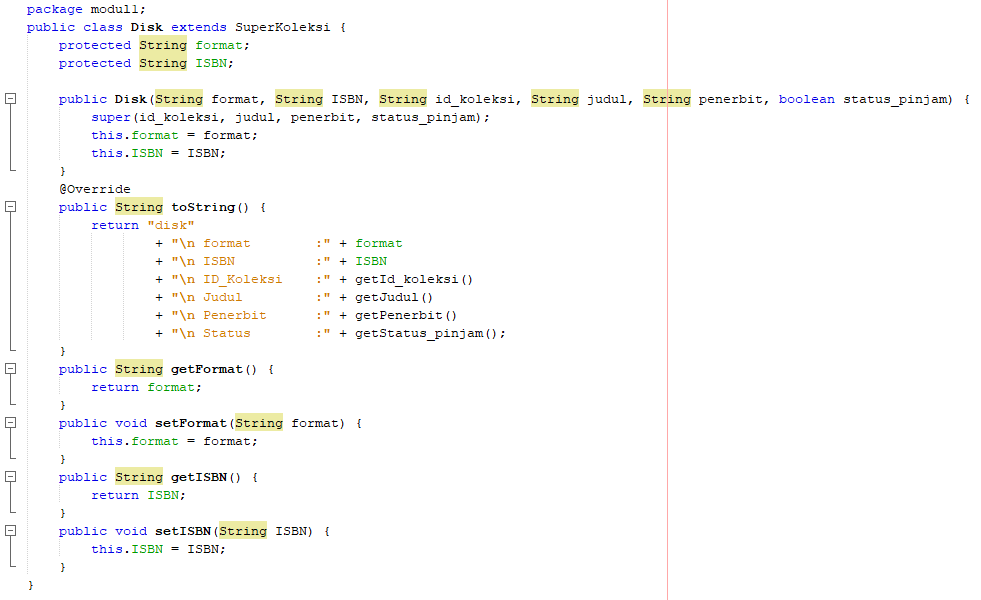 package modul1;
public class Disk extends SuperKoleksi {
    protected String format;
    protected String ISBN;

    public Disk(String format, String ISBN, String id_koleksi, String judul, String penerbit, boolean status_pinjam) {
        super(id_koleksi, judul, penerbit, status_pinjam);
        this.format = format;
        this.ISBN = ISBN;
    }
    @Override
    public String toString() {
        return "disk"
                + "\n format        :" + format
                + "\n ISBN          :" + ISBN
                + "\n ID_Koleksi    :" + getId_koleksi()
                + "\n Judul         :" + getJudul()
                + "\n Penerbit      :" + getPenerbit()
                + "\n Status        :" + getStatus_pinjam();
    }
    public String getFormat() {
        return format;
    }
    public void setFormat(String format) {
        this.format = format;
    }
    public String getISBN() {
        return ISBN;
    }
    public void setISBN(String ISBN) {
        this.ISBN = ISBN;
    }
}